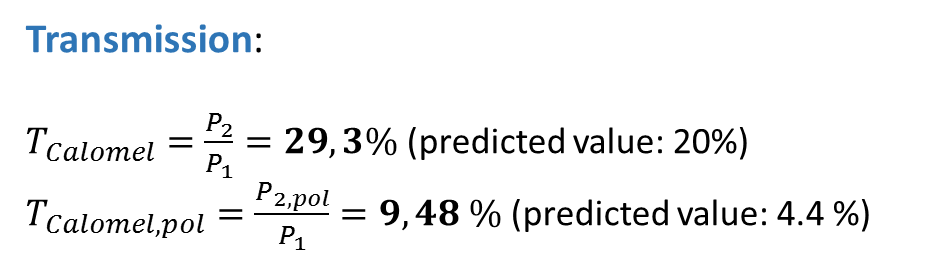 Transmission:
T_Calomel = P_2/P_1 = 29,3% (predicted value: 20%)
T_Calomel,pol = P_2,pol/P_1 = 9,48 % (predicted value: 4.4 %)